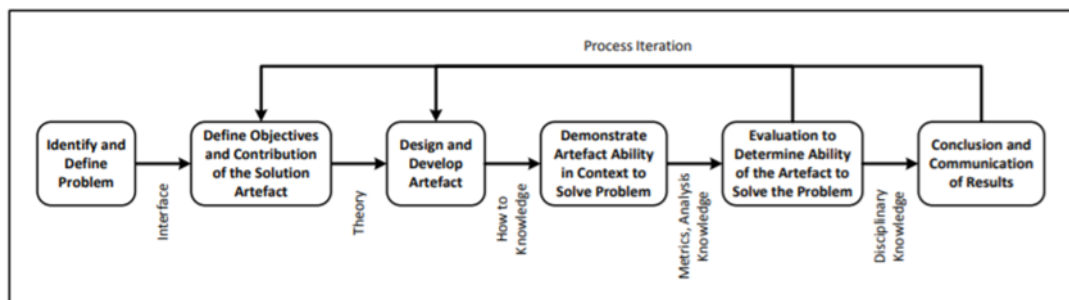 Process Iteration
Identify and
Define
Problem
Define Objectives
and Contribution
of the Solution
Artefact
Design and
Develop
Artefact
Demonstrate
Artefact Ability
in Context to
Solve Problem
Evaluation to
Determine Ability
of the Artefact to
Solve the Problem
Conclusion and
Communication
of Results
Interface
Theory
How to
Knowledge
Metrics, Analysis
Knowledge
Disciplinary
Knowledge